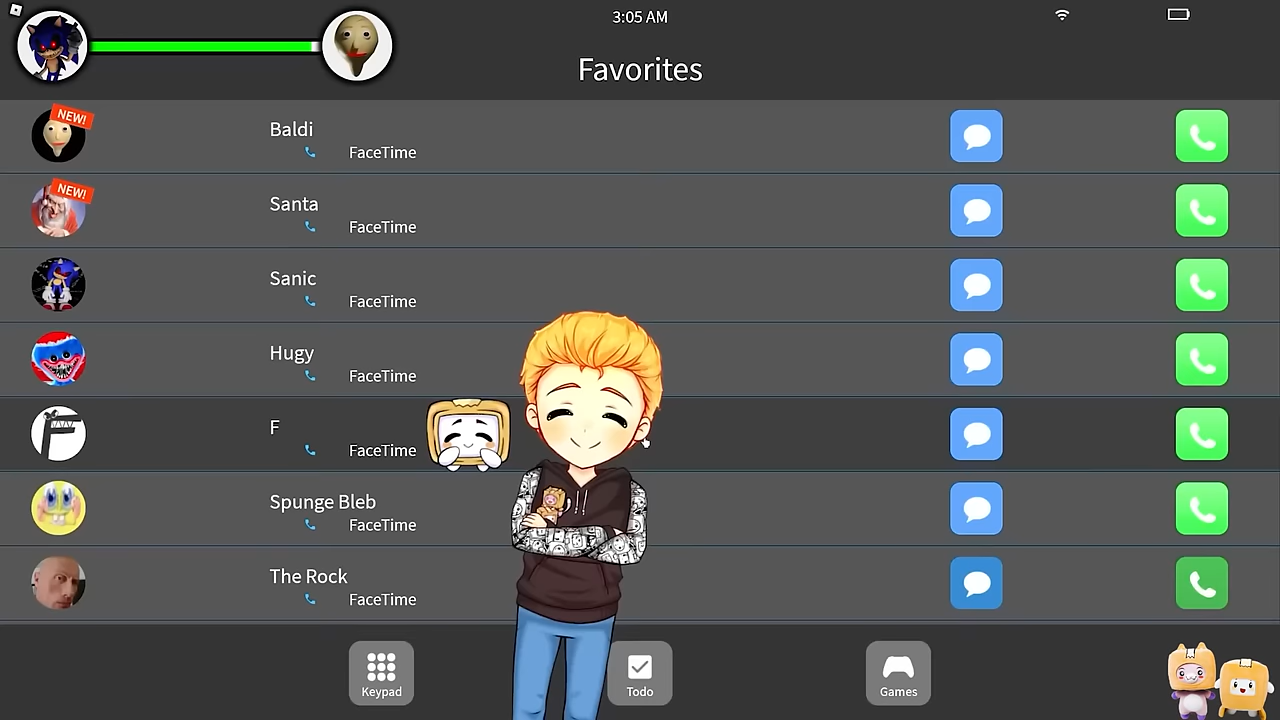 3:05 AM
Favorites
NEW!
Baldi
FaceTime
NEW!
Santa
FaceTime
Sanic
FaceTime
Hugy
FaceTime
F
FaceTime
Spunge Bleb
FaceTime
The Rock
FaceTime
Keypad
Todo
Games